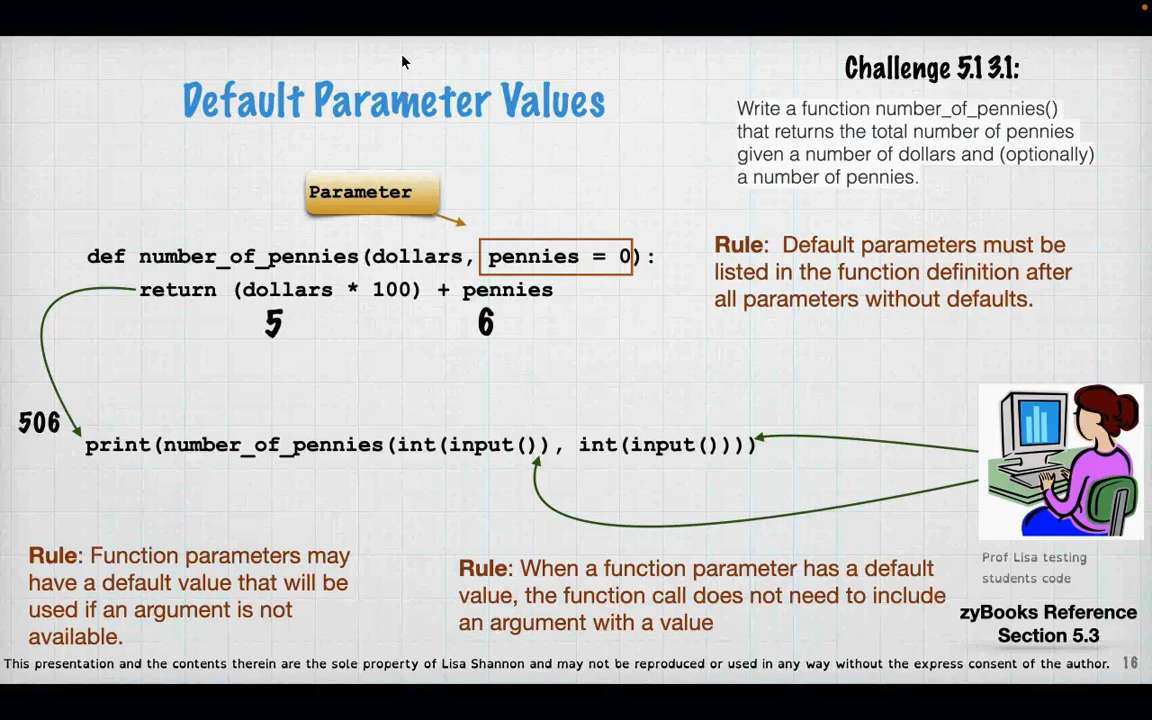 Default Parameter Values
Challenge 5.1 3.1:
Write a function number_of_pennies()
that returns the total number of pennies
given a number of dollars and (optionally)
a number of pennies.
Parameter
def number_of_pennies(dollars, pennies = 0):
return (dollars * 100) + pennies
5 6
Rule: Default parameters must be
listed in the function definition after
all parameters without defaults.
506
print(number_of_pennies(int(input()), int(input())))
Rule: Function parameters may
have a default value that will be
used if an argument is not
available.
Rule: When a function parameter has a default
value, the function call does not need to include
an argument with a value
Prof Lisa testing
students code
zyBooks Reference
Section 5.3
This presentation and the contents therein are the sole property of Lisa Shannon and may not be reproduced or used in any way without the express consent of the author. 16